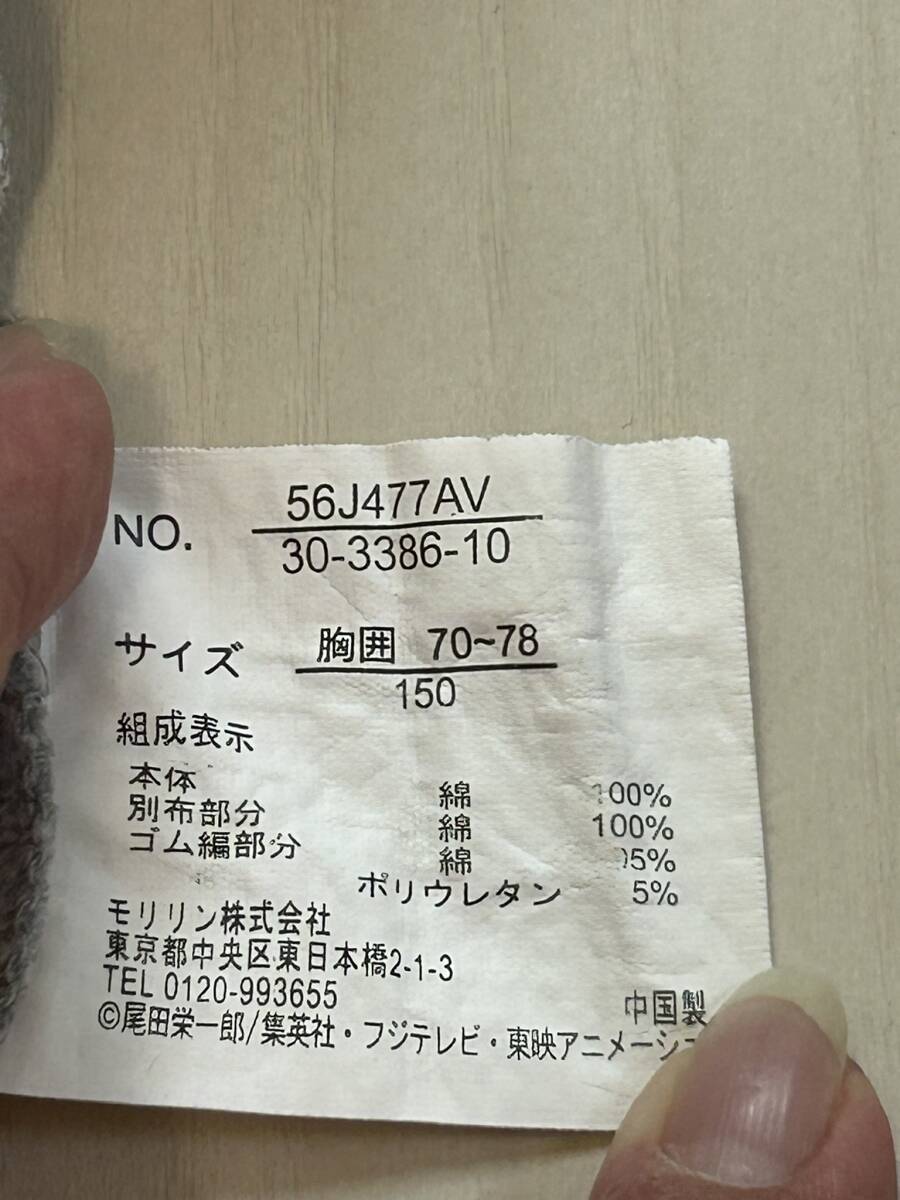 NO. 56J477AV
30-3386-10
サイズ 胸囲 70~78
150
組成表示
本体 綿 100%
別布部分 綿 100%
ゴム編部分 綿 5%
ポリウレタン 5%
モリリン株式会社
東京都中央区東日本橋2-1-3
TEL 0120-993655
中国製
©尾田栄一郎/集英社・フジテレビ・東映アニメーシ